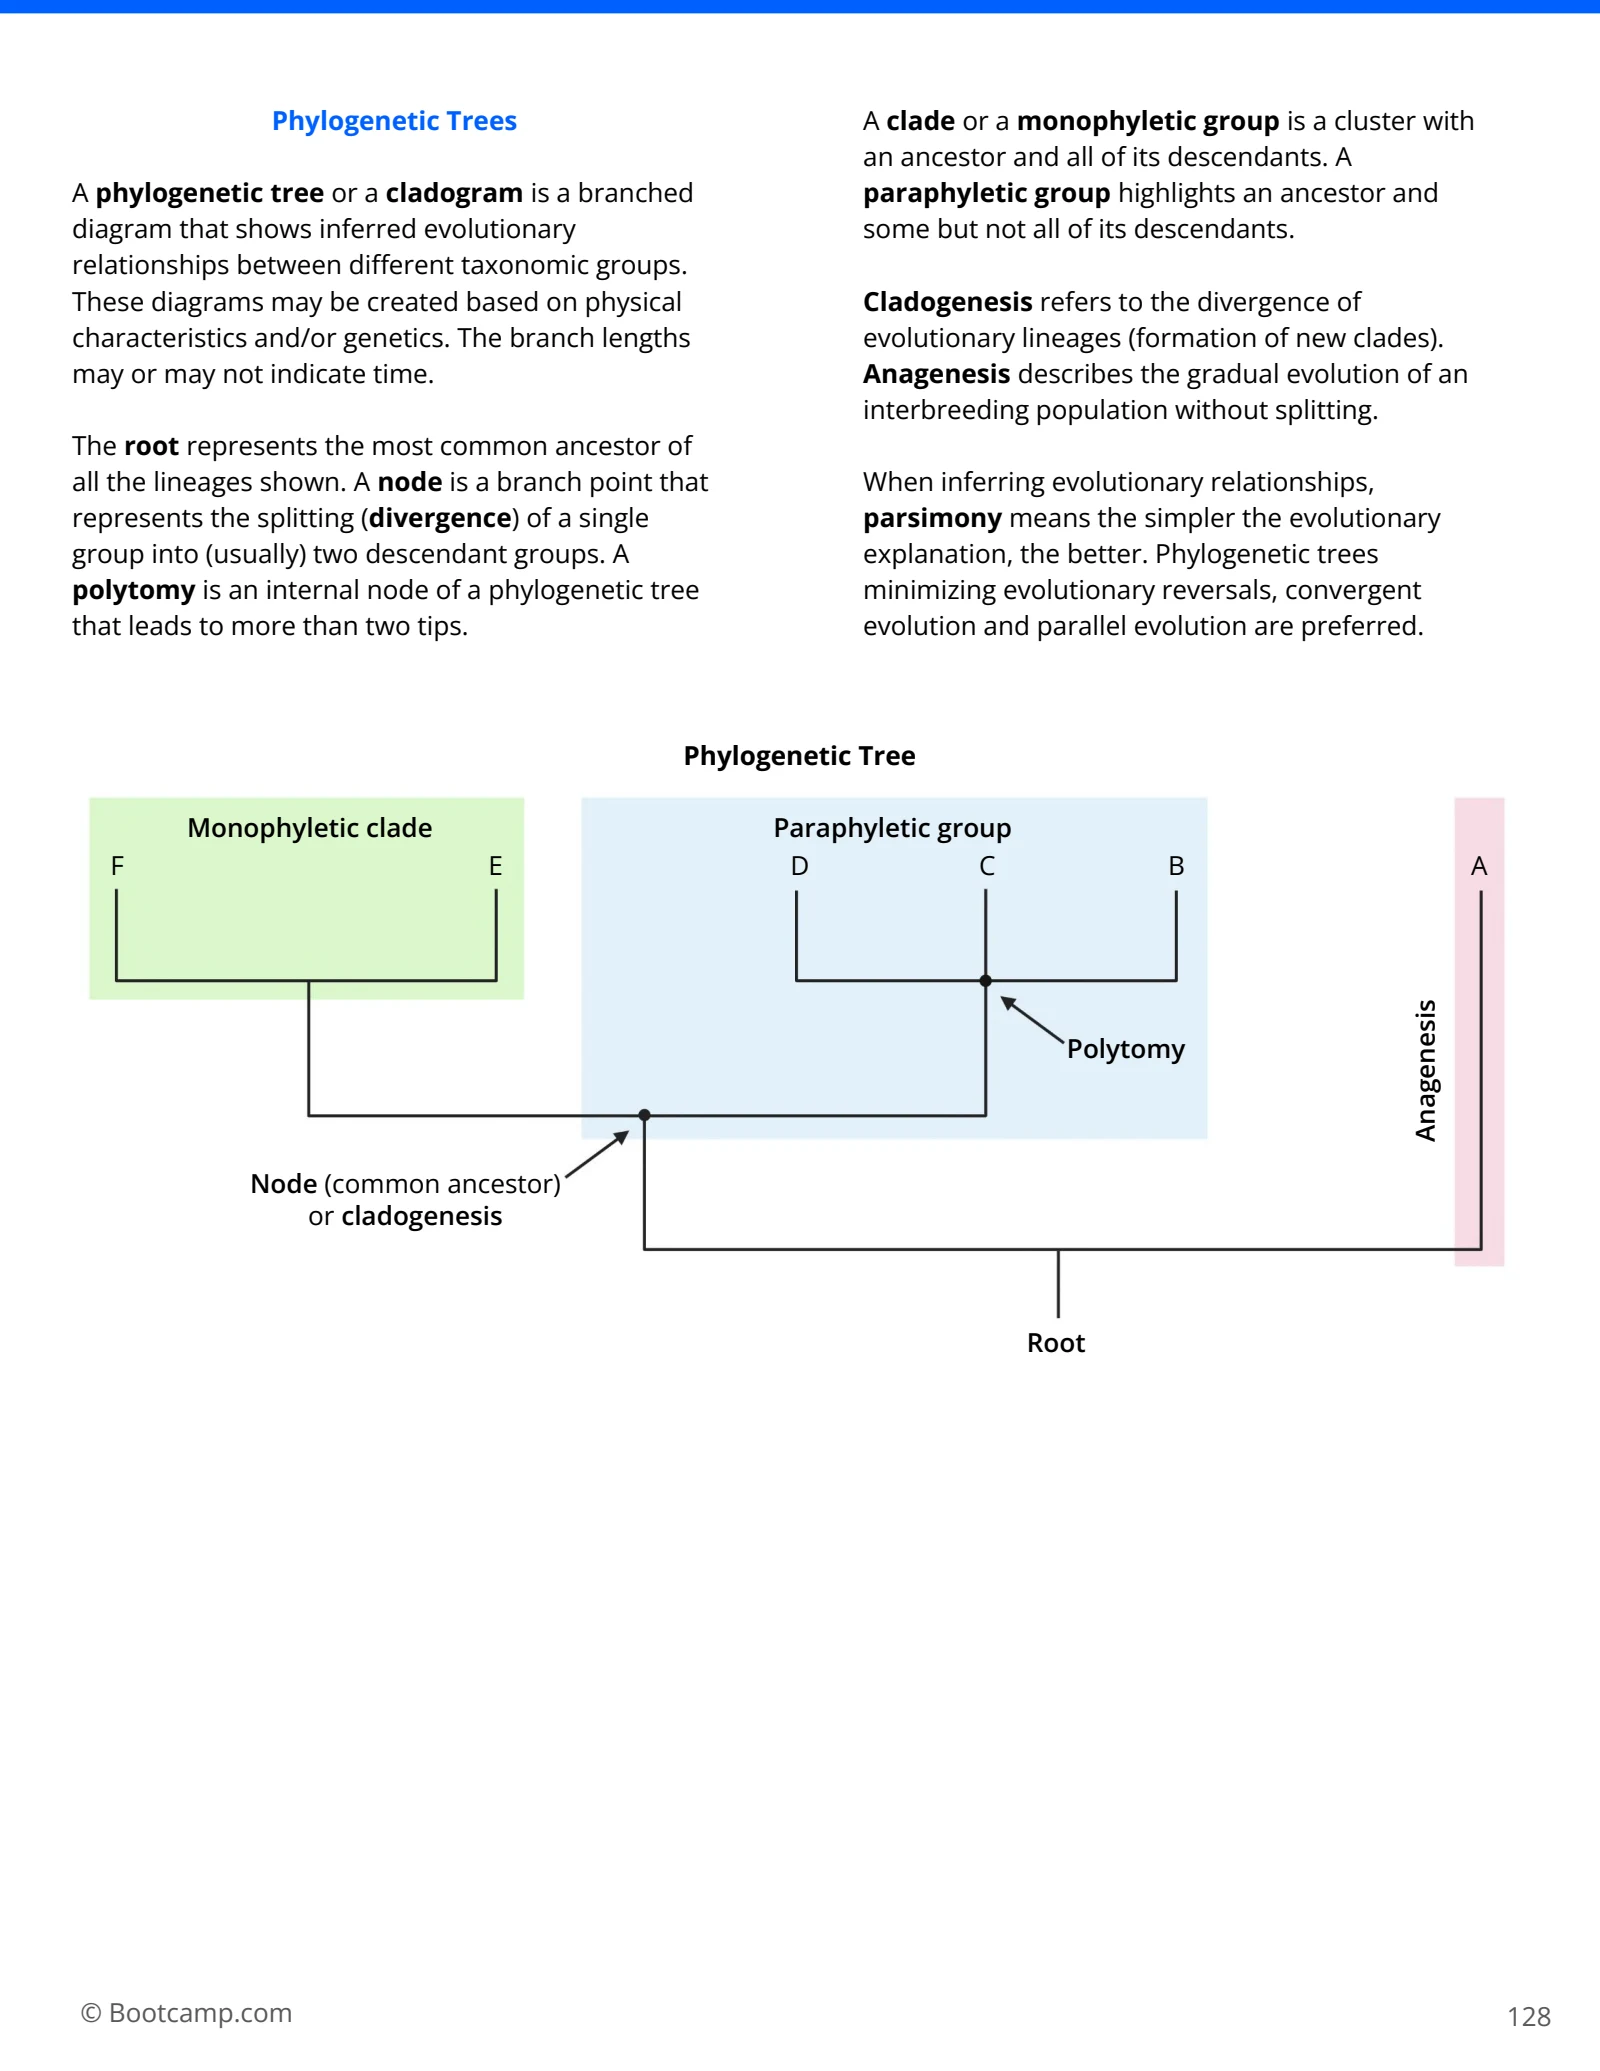 Phylogenetic Trees
A phylogenetic tree or a cladogram is a branched
diagram that shows inferred evolutionary
relationships between different taxonomic groups.
These diagrams may be created based on physical
characteristics and/or genetics. The branch lengths
may or may not indicate time.
The root represents the most common ancestor of
all the lineages shown. A node is a branch point that
represents the splitting (divergence) of a single
group into (usually) two descendant groups. A
polytomy is an internal node of a phylogenetic tree
that leads to more than two tips.
A clade or a monophyletic group is a cluster with
an ancestor and all of its descendants. A
paraphyletic group highlights an ancestor and
some but not all of its descendants.
Cladogenesis refers to the divergence of
evolutionary lineages (formation of new clades).
Anagenesis describes the gradual evolution of an
interbreeding population without splitting.
When inferring evolutionary relationships,
parsimony means the simpler the evolutionary
explanation, the better. Phylogenetic trees
minimizing evolutionary reversals, convergent
evolution and parallel evolution are preferred.
Phylogenetic Tree
Monophyletic clade
Paraphyletic group
F
E
D
C
B
A
Polytomy
Anagenesis
Node (common ancestor)
or cladogenesis
Root
© Bootcamp.com
128